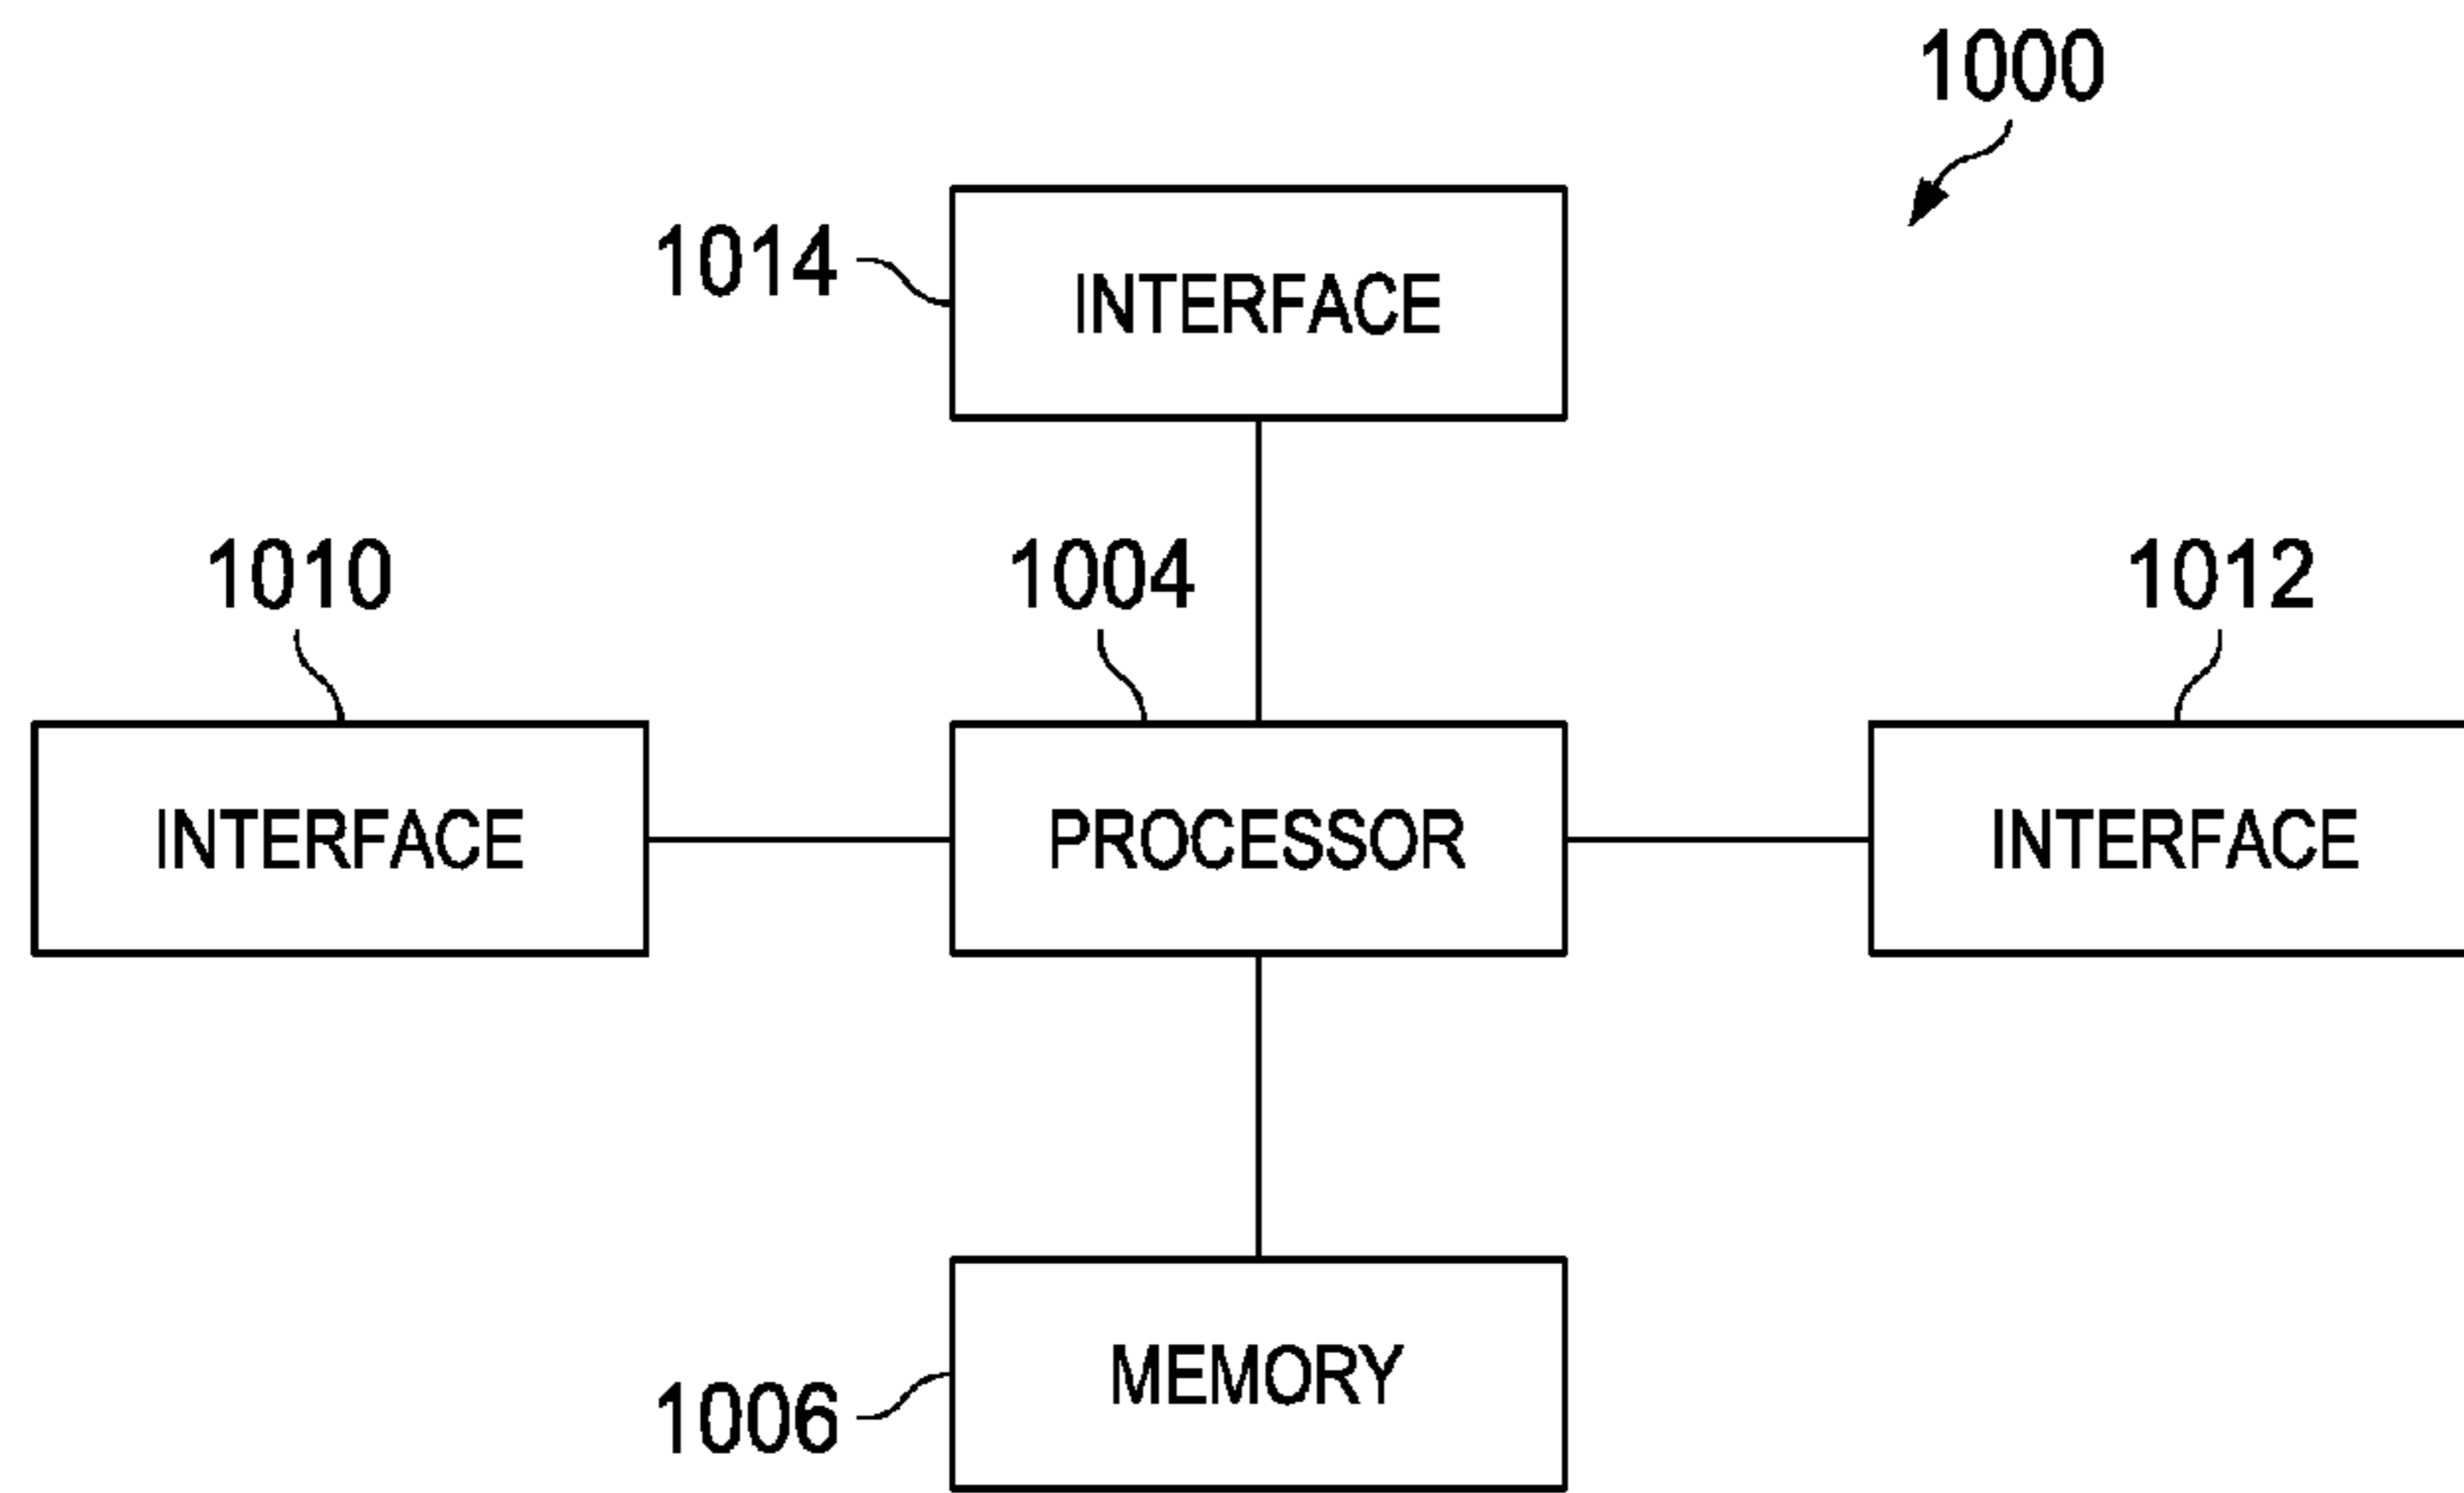 1000
1014
INTERFACE
1010
1004
1012
INTERFACE
PROCESSOR
INTERFACE
MEMORY
1006